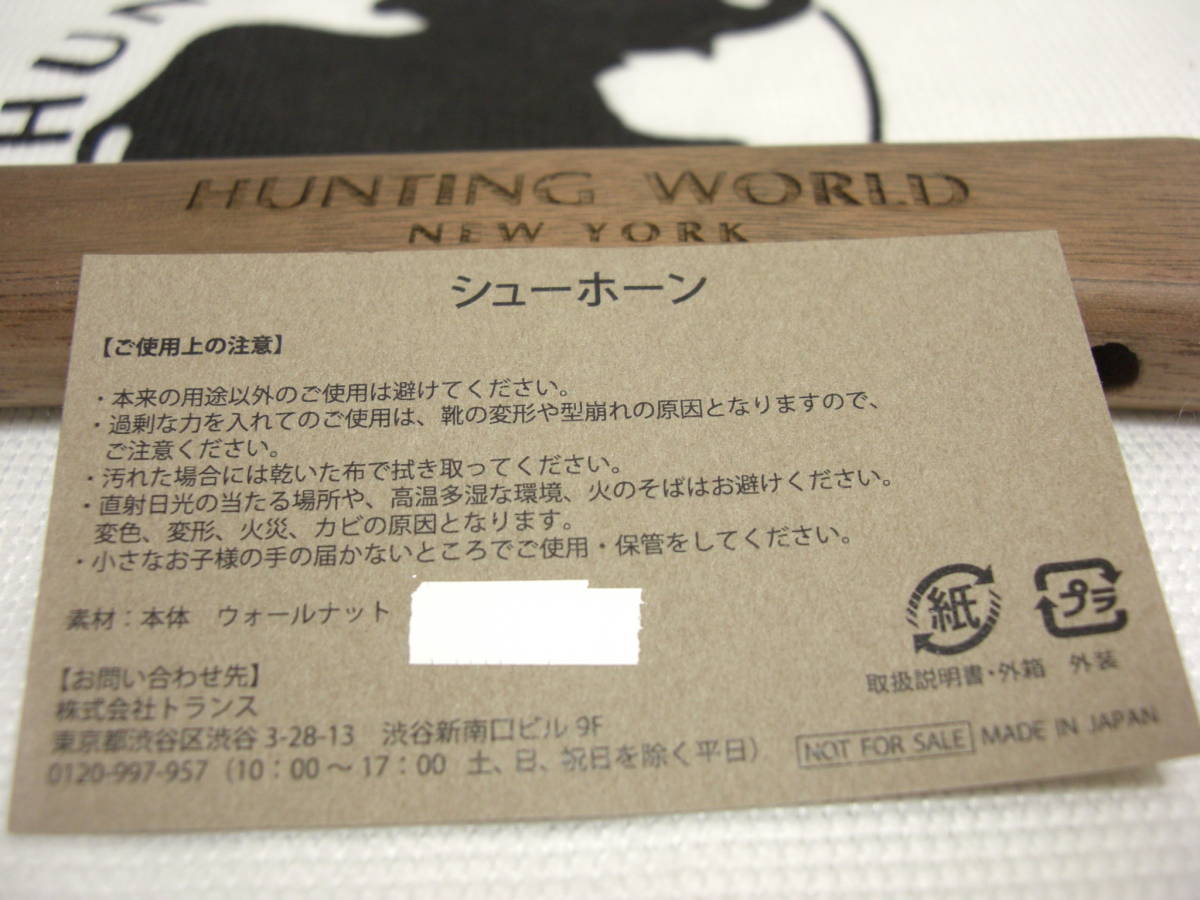 HUN
HUNTING WORLD
NEW YORK
シューホーン
【ご使用上の注意】
・本来の用途以外のご使用は避けてください。
・過剰な力を入れてのご使用は、靴の変形や型崩れの原因となりますので、
ご注意ください。
・汚れた場合には乾いた布で拭き取ってください。
・直射日光の当たる場所や、高温多湿な環境、火のそばはお避けください。
変色、変形、火災、カビの原因となります。
・小さなお子様の手の届かないところでご使用・保管をしてください。
素材：本体　ウォールナット
紙 プラ
取扱説明書・外箱　外装
【お問い合わせ先】
株式会社トランス
東京都渋谷区渋谷 3-28-13　渋谷新南口ビル 9F
0120-997-957（10：00～17：00　土、日、祝日を除く平日）
NOT FOR SALE MADE IN JAPAN